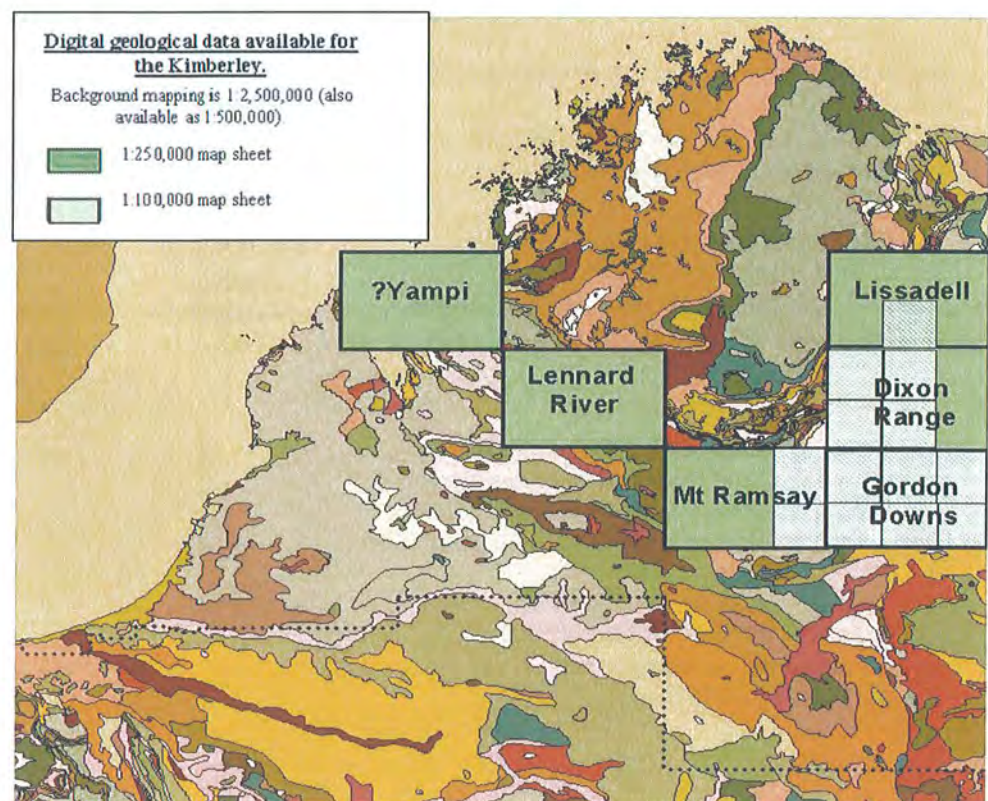 Digital geological data available for
the Kimberley.
Background mapping is 1:2,500,000 (also
available as 1:500,000)
1:250,000 map sheet
1:100,000 map sheet
?Yampi
Lissadell
Lennard
River
Dixon
Range
Mt Ramsay
Gordon
Downs